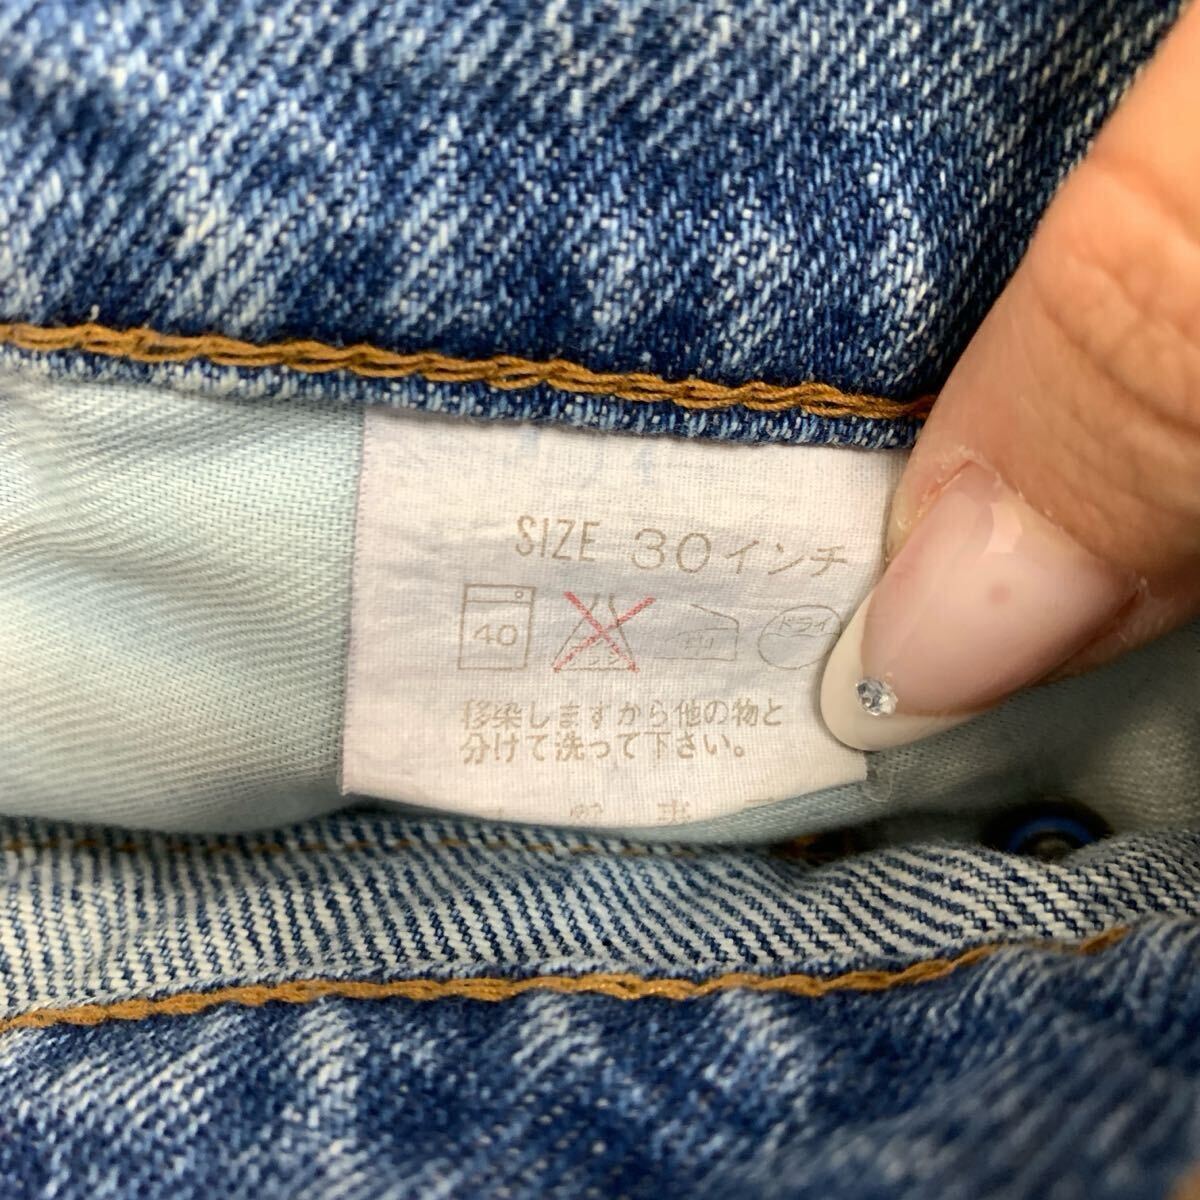 SIZE 30インチ
40 ドライ
移染しますから他の物と
分けて洗って下さい。